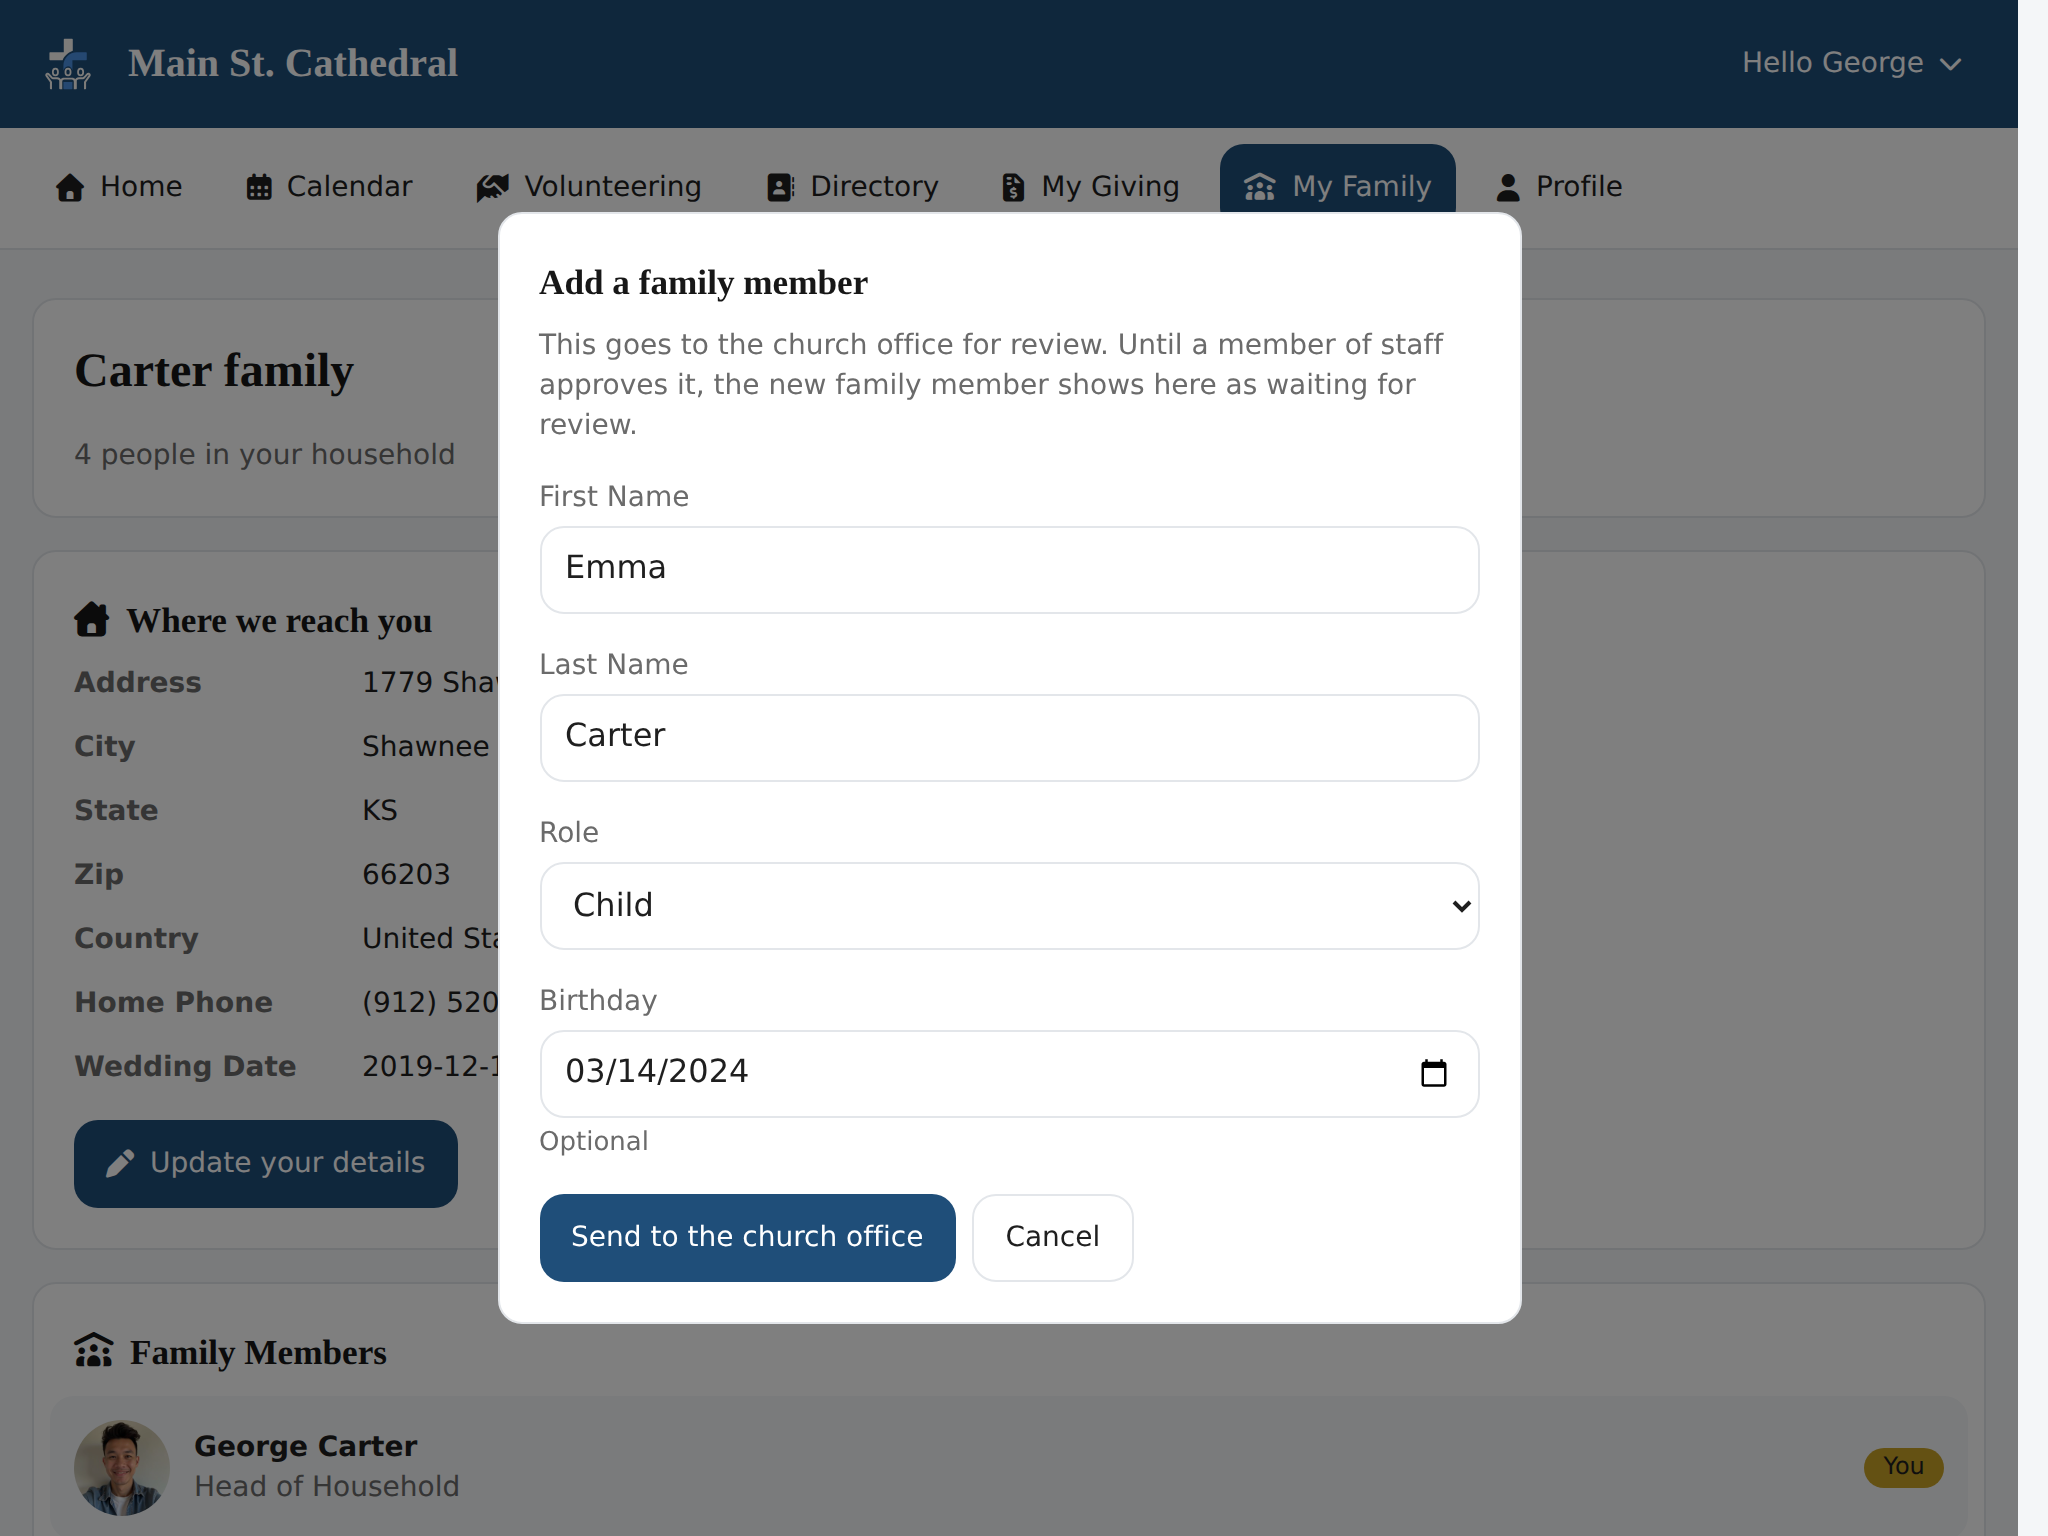 Main St. Cathedral
Hello George
Home
Calendar
Volunteering
Directory
My Giving
My Family
Profile
Carter family
4 people in your household
Where we reach you
Address
City
Shawnee
State
KS
Zip
66203
Country
United
Home Phone
(912) 520
Wedding Date
2019-12-1
Update your details
Add a family member
This goes to the church office for review. Until a member of staff
approves it, the new family member shows here as waiting for
review.
First Name
Emma
Last Name
Carter
Role
Child
Birthday
03/14/2024
Optional
Send to the church office
Cancel
Family Members
George Carter
Head of Household
You